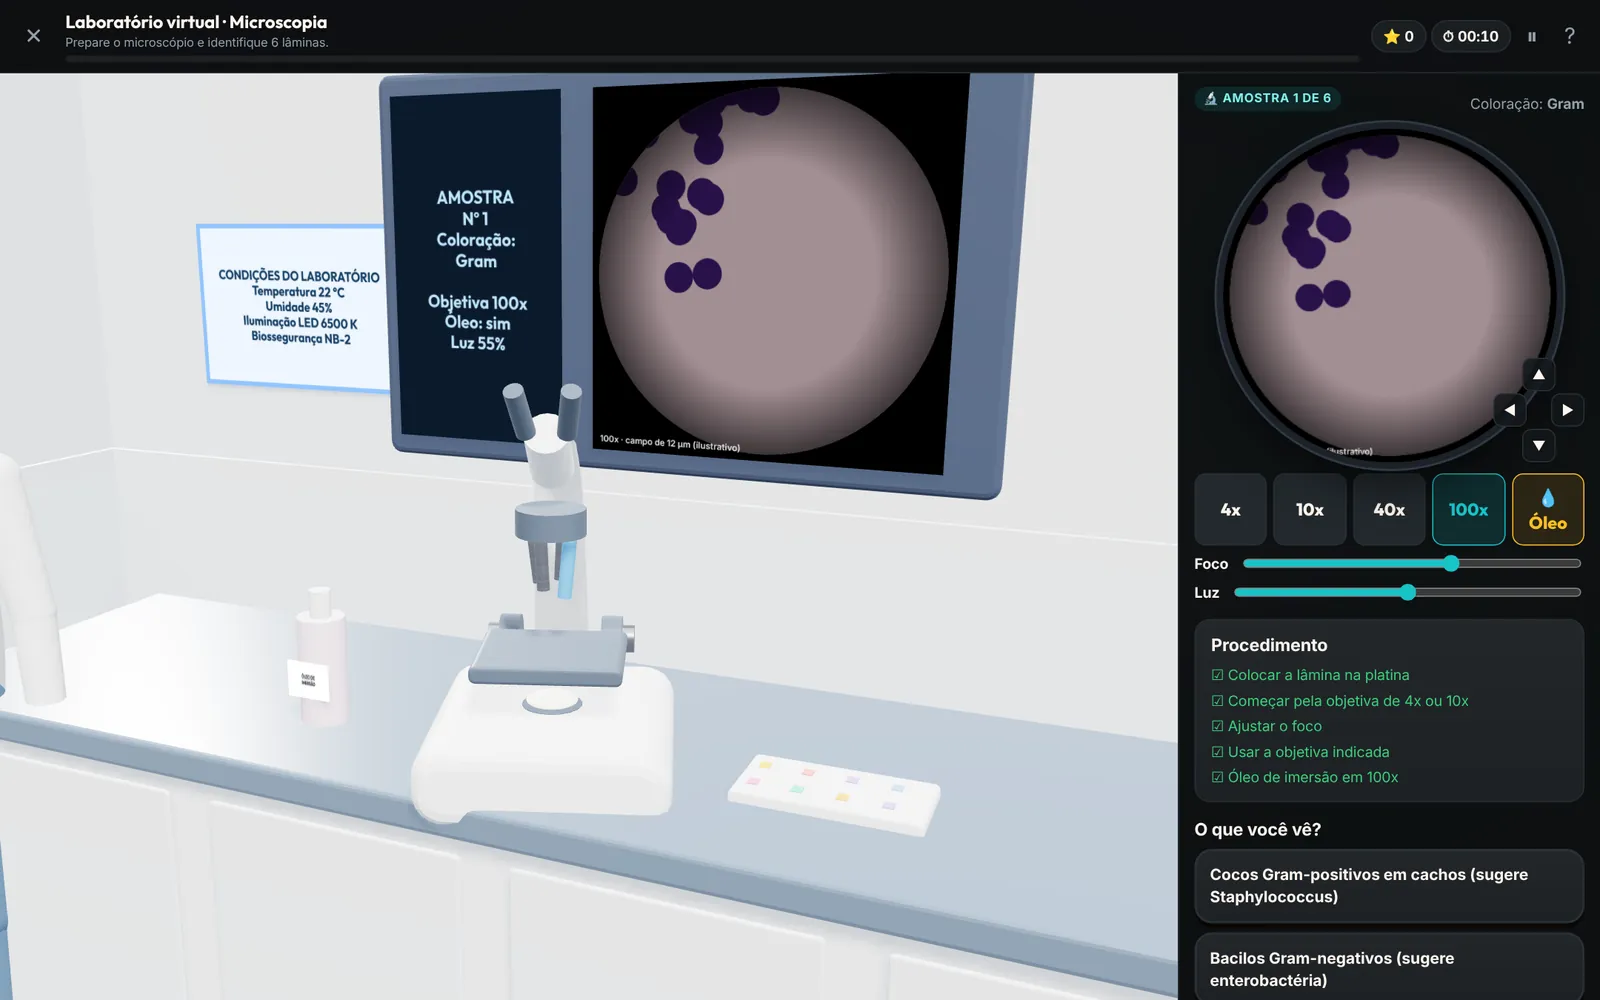 Laboratório virtual · Microscopia
Prepare o microscópio e identifique 6 lâminas.
0
00:10
?
CONDIÇÕES DO LABORATÓRIO
Temperatura 22 °C
Umidade 45%
Iluminação LED 6500 K
Biossegurança NB-2
AMOSTRA
Nº 1
Coloração:
Gram
Objetiva 100x
Óleo: sim
Luz 55%
100x · campo de 12 µm (ilustrativo)
ÓLEO DE
IMERSÃO
AMOSTRA 1 DE 6
Coloração: Gram
(ilustrativo)
4x
10x
40x
100x
Óleo
Foco
Luz
Procedimento
Colocar a lâmina na platina
Começar pela objetiva de 4x ou 10x
Ajustar o foco
Usar a objetiva indicada
Óleo de imersão em 100x
O que você vê?
Cocos Gram-positivos em cachos (sugere
Staphylococcus)
Bacilos Gram-negativos (sugere
enterobactéria)